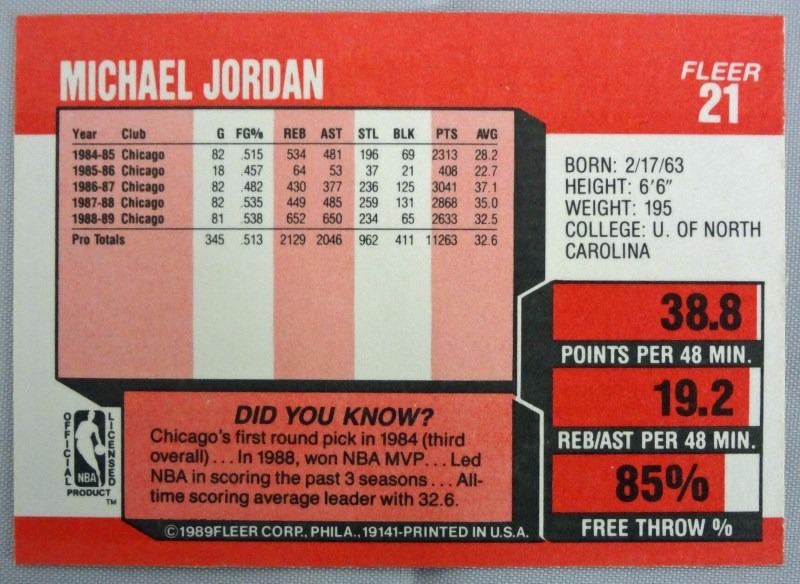 MICHAEL JORDAN
FLEER
21
Year Club G FG% REB AST STL BLK PTS AVG
1984-85 Chicago 82 .515 534 481 196 69 2313 28.2
1985-86 Chicago 18 .457 64 53 37 21 408 22.7
1986-87 Chicago 82 .482 430 377 236 125 3041 37.1
1987-88 Chicago 82 .535 449 485 259 131 2868 35.0
1988-89 Chicago 81 .538 652 650 234 65 2633 32.5
Pro Totals 345 .513 2129 2046 962 411 11263 32.6
BORN: 2/17/63
HEIGHT: 6'6"
WEIGHT: 195
COLLEGE: U. OF NORTH
CAROLINA
38.8
POINTS PER 48 MIN.
19.2
REB/AST PER 48 MIN.
85%
FREE THROW %
OFFICIAL
NBA
LICENSED
PRODUCT
TM
DID YOU KNOW?
Chicago's first round pick in 1984 (third
overall)... In 1988, won NBA MVP... Led
NBA in scoring the past 3 seasons... All-
time scoring average leader with 32.6.
©1989FLEER CORP., PHILA., 19141-PRINTED IN U.S.A.